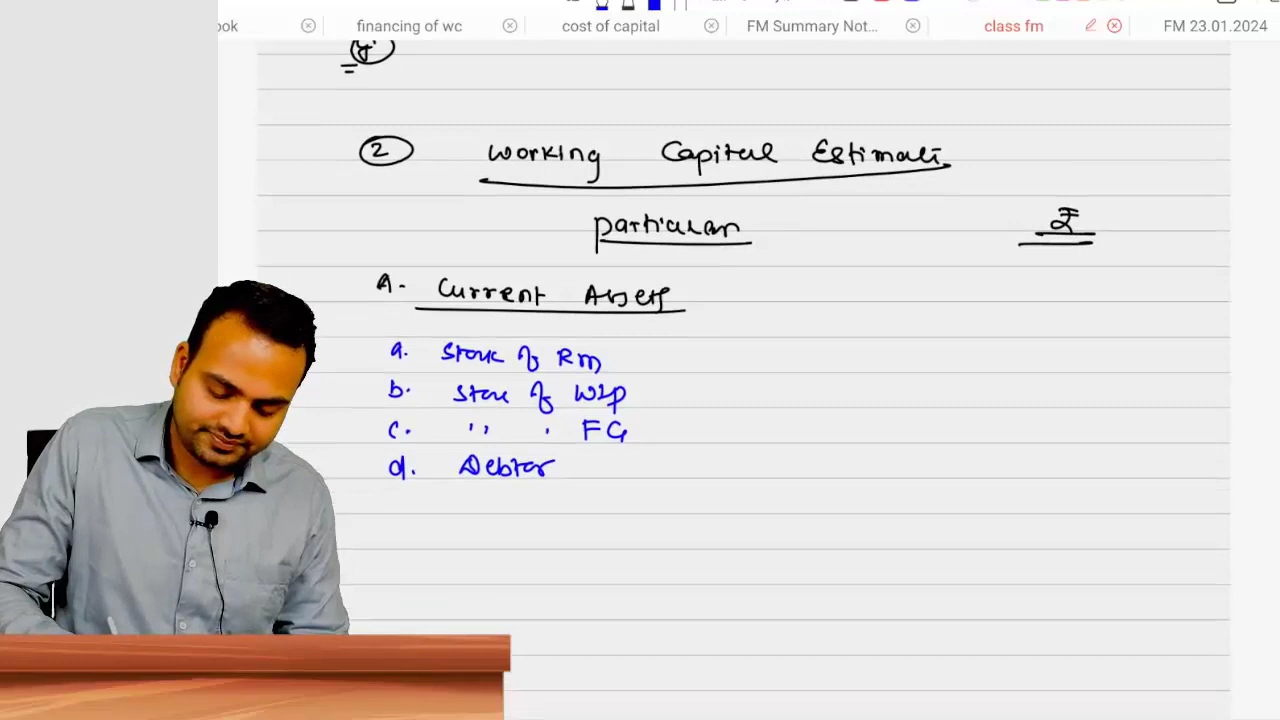 ook financing of wc cost of capital FM Summary Not... class fm FM 23.01.2024
2 Working Capital Estimate
particular ₹
A. Current Assets
a. Stock of RM
b. Stock of WIP
c. '' ' FG
d. Debtor